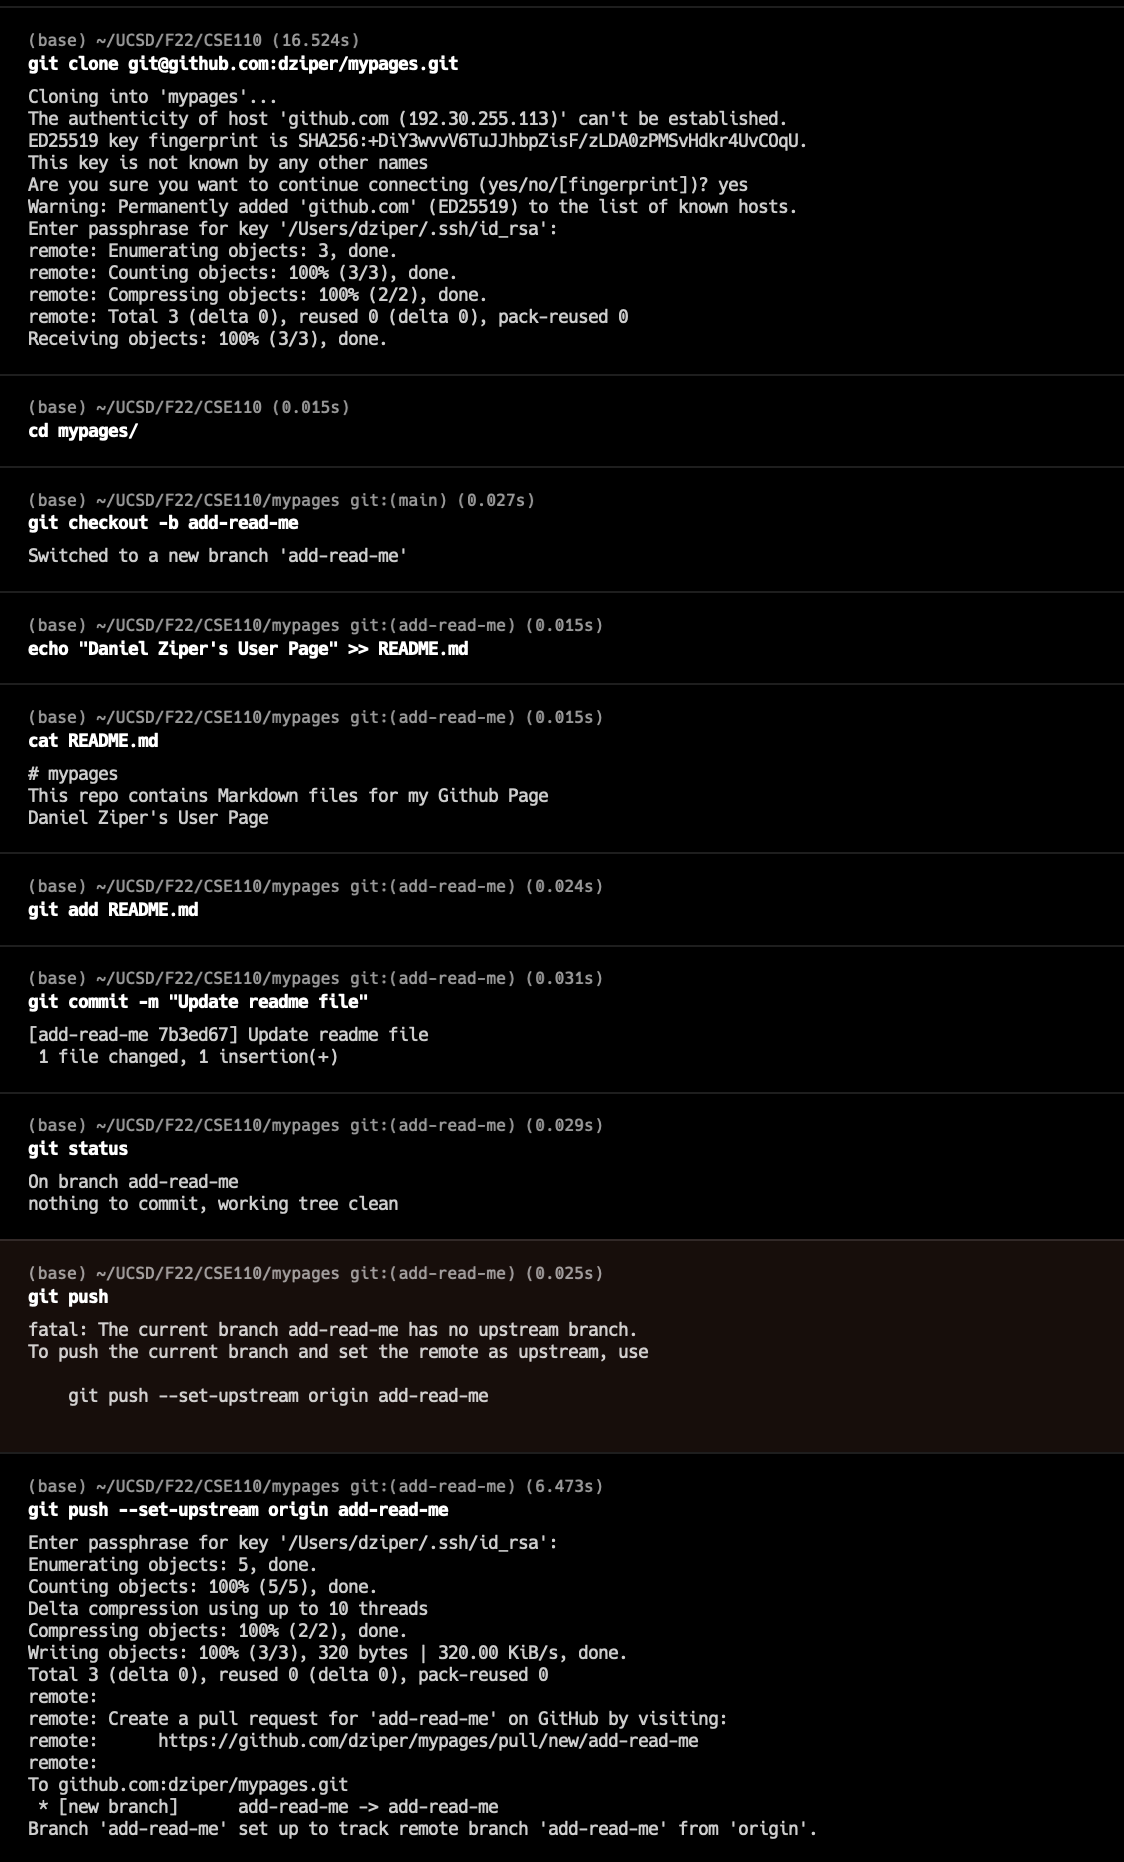 (base) ~/UCSD/F22/CSE110 (16.524s)
git clone git@github.com:dziper/mypages.git
Cloning into 'mypages'...
The authenticity of host 'github.com (192.30.255.113)' can't be established.
ED25519 key fingerprint is SHA256:+DiY3wvvV6TuJJhbpZisF/zLDA0zPMSvHdkr4UvCOqU.
This key is not known by any other names
Are you sure you want to continue connecting (yes/no/[fingerprint])? yes
Warning: Permanently added 'github.com' (ED25519) to the list of known hosts.
Enter passphrase for key '/Users/dziper/.ssh/id_rsa':
remote: Enumerating objects: 3, done.
remote: Counting objects: 100% (3/3), done.
remote: Compressing objects: 100% (2/2), done.
remote: Total 3 (delta 0), reused 0 (delta 0), pack-reused 0
Receiving objects: 100% (3/3), done.
(base) ~/UCSD/F22/CSE110 (0.015s)
cd mypages/
(base) ~/UCSD/F22/CSE110/mypages git:(main) (0.027s)
git checkout -b add-read-me
Switched to a new branch 'add-read-me'
(base) ~/UCSD/F22/CSE110/mypages git:(add-read-me) (0.015s)
echo "Daniel Ziper's User Page" >> README.md
(base) ~/UCSD/F22/CSE110/mypages git:(add-read-me) (0.015s)
cat README.md
# mypages
This repo contains Markdown files for my Github Page
Daniel Ziper's User Page
(base) ~/UCSD/F22/CSE110/mypages git:(add-read-me) (0.024s)
git add README.md
(base) ~/UCSD/F22/CSE110/mypages git:(add-read-me) (0.031s)
git commit -m "Update readme file"
[add-read-me 7b3ed67] Update readme file
 1 file changed, 1 insertion(+)
(base) ~/UCSD/F22/CSE110/mypages git:(add-read-me) (0.029s)
git status
On branch add-read-me
nothing to commit, working tree clean
(base) ~/UCSD/F22/CSE110/mypages git:(add-read-me) (0.025s)
git push
fatal: The current branch add-read-me has no upstream branch.
To push the current branch and set the remote as upstream, use
    git push --set-upstream origin add-read-me
(base) ~/UCSD/F22/CSE110/mypages git:(add-read-me) (6.473s)
git push --set-upstream origin add-read-me
Enter passphrase for key '/Users/dziper/.ssh/id_rsa':
Enumerating objects: 5, done.
Counting objects: 100% (5/5), done.
Delta compression using up to 10 threads
Compressing objects: 100% (2/2), done.
Writing objects: 100% (3/3), 320 bytes | 320.00 KiB/s, done.
Total 3 (delta 0), reused 0 (delta 0), pack-reused 0
remote:
remote: Create a pull request for 'add-read-me' on GitHub by visiting:
remote:      https://github.com/dziper/mypages/pull/new/add-read-me
remote:
To github.com:dziper/mypages.git
 * [new branch]      add-read-me -> add-read-me
Branch 'add-read-me' set up to track remote branch 'add-read-me' from 'origin'.